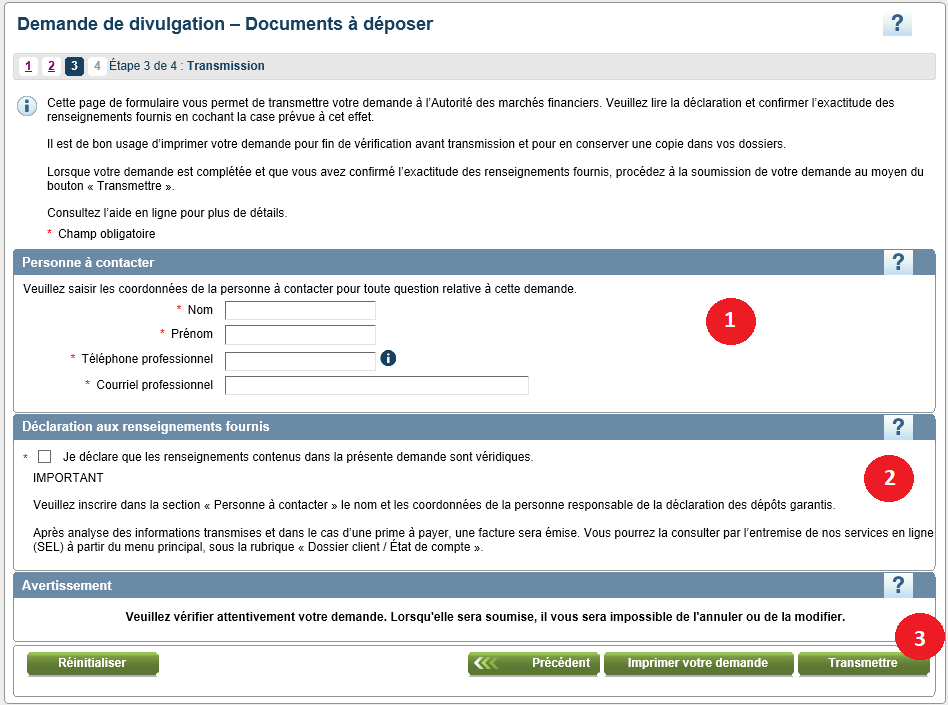 Demande de divulgation – Documents à déposer
?
1 2 3 4 Étape 3 de 4 : Transmission
i
Cette page de formulaire vous permet de transmettre votre demande à l'Autorité des marchés financiers. Veuillez lire la déclaration et confirmer l'exactitude des
renseignements fournis en cochant la case prévue à cet effet.
Il est de bon usage d'imprimer votre demande pour fin de vérification avant transmission et pour en conserver une copie dans vos dossiers.
Lorsque votre demande est complétée et que vous avez confirmé l'exactitude des renseignements fournis, procédez à la soumission de votre demande au moyen du
bouton « Transmettre ».
Consultez l'aide en ligne pour plus de détails.
* Champ obligatoire
Personne à contacter ?
Veuillez saisir les coordonnées de la personne à contacter pour toute question relative à cette demande.
* Nom
1
* Prénom
* Téléphone professionnel i
* Courriel professionnel
Déclaration aux renseignements fournis ?
* Je déclare que les renseignements contenus dans la présente demande sont véridiques.
IMPORTANT
2
Veuillez inscrire dans la section « Personne à contacter » le nom et les coordonnées de la personne responsable de la déclaration des dépôts garantis.
Après analyse des informations transmises et dans le cas d'une prime à payer, une facture sera émise. Vous pourrez la consulter par l'entremise de nos services en ligne
(SEL) à partir du menu principal, sous la rubrique « Dossier client / État de compte ».
Avertissement ?
Veuillez vérifier attentivement votre demande. Lorsqu'elle sera soumise, il vous sera impossible de l'annuler ou de la modifier.
3
Réinitialiser Précédent Imprimer votre demande Transmettre